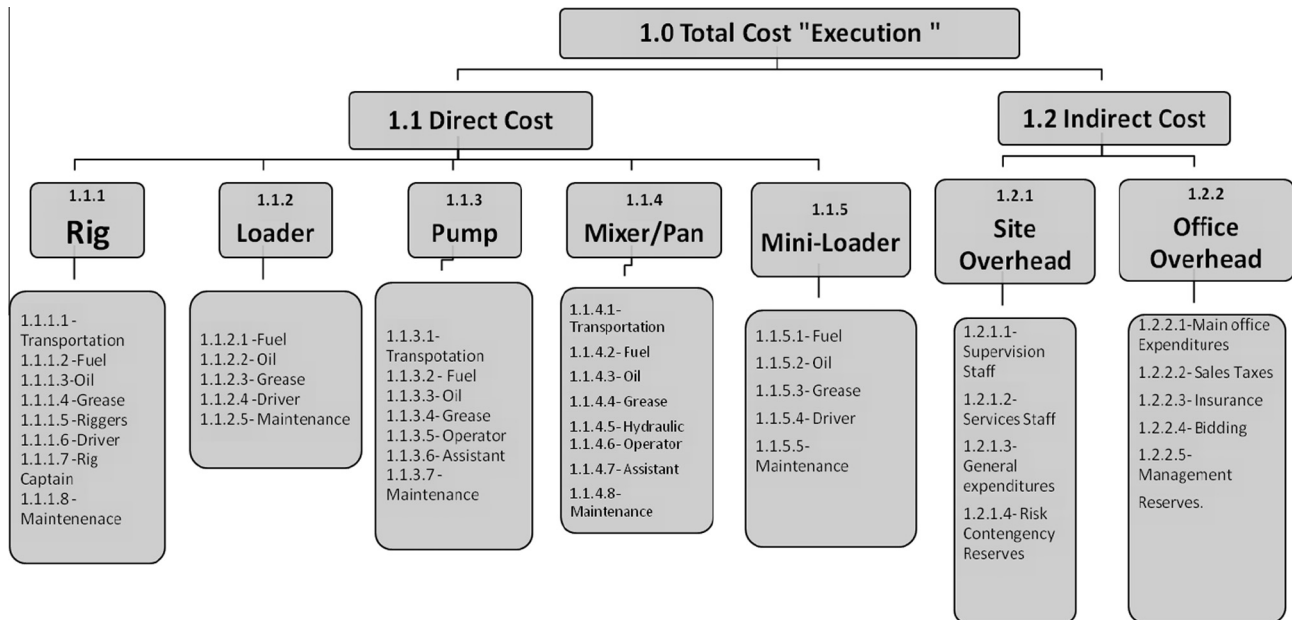 1.0 Total Cost "Execution "
1.1 Direct Cost
1.2 Indirect Cost
1.1.1
Rig
1.1.2
Loader
1.1.3
Pump
1.1.4
Mixer/Pan
1.1.5
Mini-Loader
1.2.1
Site
Overhead
1.2.2
Office
Overhead
1.1.1.1-
Transportation
1.1.1.2-Fuel
1.1.1.3-Oil
1.1.1.4-Grease
1.1.1.5-Riggers
1.1.1.6-Driver
1.1.1.7-Rig
Captain
1.1.1.8-
Maintenenace
1.1.2.1-Fuel
1.1.2.2- Oil
1.1.2.3- Grease
1.1.2.4- Driver
1.1.2.5- Maintenance
1.1.3.1-
Transpotation
1.1.3.2- Fuel
1.1.3.3- Oil
1.1.3.4- Grease
1.1.3.5- Operator
1.1.3.6- Assistant
1.1.3.7-
Maintenance
1.1.4.1-
Transportation
1.1.4.2- Fuel
1.1.4.3- Oil
1.1.4.4- Grease
1.1.4.5- Hydraulic
1.1.4.6- Operator
1.1.4.7- Assistant
1.1.4.8-
Maintenance
1.1.5.1- Fuel
1.1.5.2- Oil
1.1.5.3- Grease
1.1.5.4- Driver
1.1.5.5-
Maintenance
1.2.1.1-
Supervision
Staff
1.2.1.2-
Services Staff
1.2.1.3-
General
expenditures
1.2.1.4- Risk
Contengency
Reserves
1.2.2.1-Main office
Expenditures
1.2.2.2- Sales Taxes
1.2.2.3- Insurance
1.2.2.4- Bidding
1.2.2.5-
Management
Reserves.